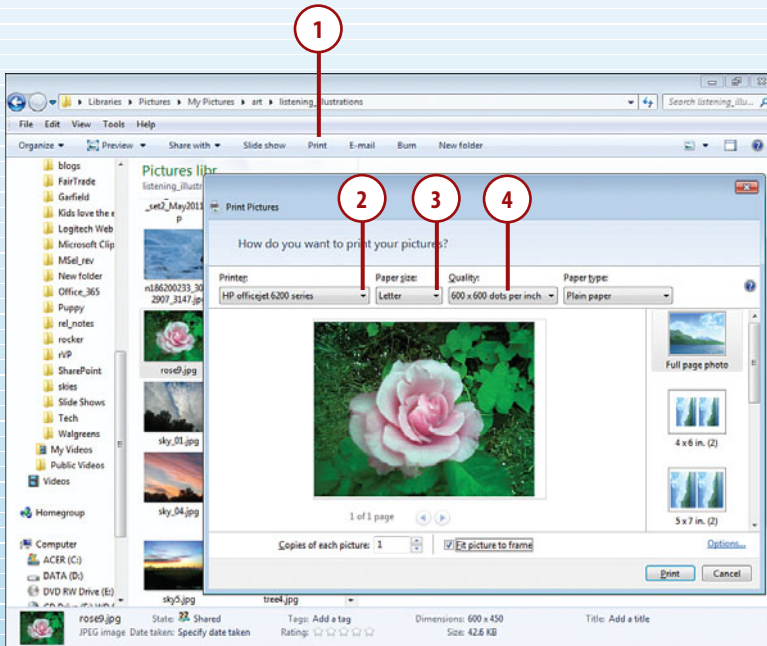 1
Libraries Pictures My Pictures art listening_illustrations
Search listening_illu...
File Edit View Tools Help
Organize Preview Share with Slide show Print E-mail Burn New folder
blogs
FairTrade
Garfield
Kids love the e
Logitech Web
Microsoft Clip
MSel_rev
New folder
Office_365
Puppy
rel_notes
rocker
rVP
SharePoint
skies
Slide Shows
Tech
Walgreens
My Videos
Public Videos
Videos
Homegroup
Computer
ACER (C:)
DATA (D:)
DVD RW Drive (E:)
Pictures libr
listening_illustr
_set2_May2011
p
n186200233_30
2907_3147.jp
rose9.jpg
sky_01.jpg
sky_04.jpg
sky5.jpg
tree4.jpg
Print Pictures
2 3 4
How do you want to print your pictures?
Printer: Paper size: Quality: Paper type:
HP officejet 6200 series Letter 600 x 600 dots per inch Plain paper
Full page photo
4 x 6 in. (2)
5 x 7 in. (2)
1 of 1 page
Copies of each picture: 1 Fit picture to frame Options...
Print Cancel
rose9.jpg State: Shared Tags: Add a tag Dimensions: 600 x 450 Title: Add a title
JPEG image Date taken: Specify date taken Rating: Size: 42.6 KB